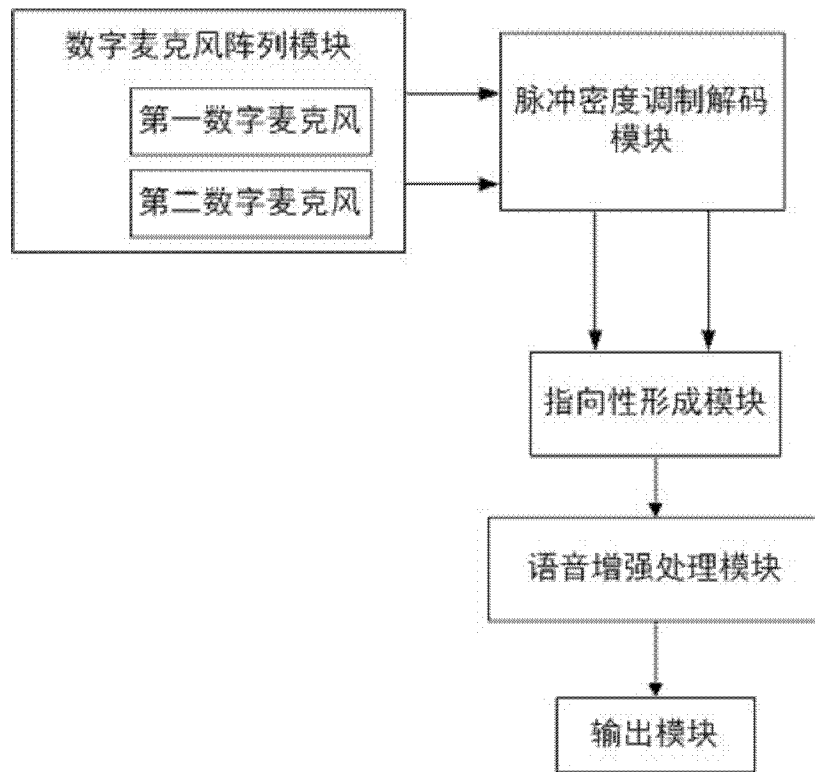 数字麦克风阵列模块
第一数字麦克风
第二数字麦克风
脉冲密度调制解码
模块
指向性形成模块
语音增强处理模块
输出模块